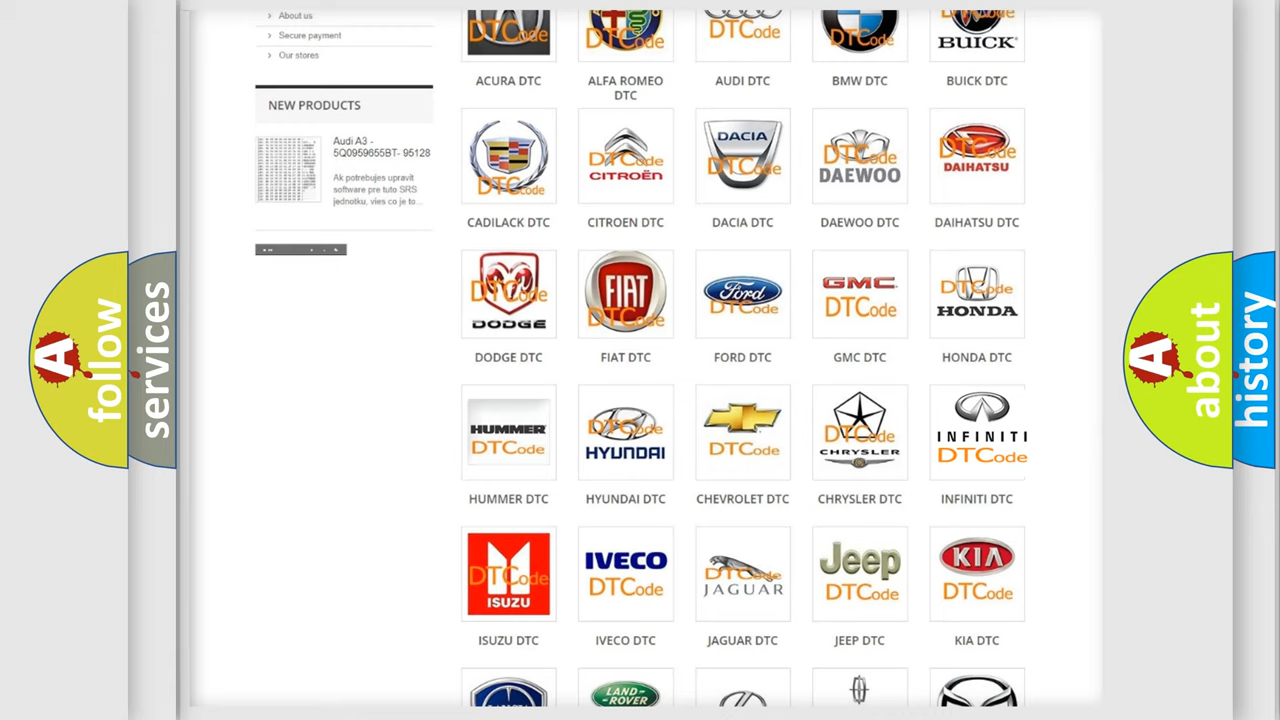 About us
Secure payment
Our stores
NEW PRODUCTS
Audi A3 -
5Q0959655BT- 95128
Ak potrebujes upravit
software pre tuto SRS
jednotku, vies co je to...
DTCode
DTCode
DTCode
DTCode
BUICK
ACURA DTC
ALFA ROMEO
DTC
AUDI DTC
BMW DTC
BUICK DTC
DTCode
DTCode
CITROËN
DACIA
DTCode
DTCode
DAEWOO
DTCode
DAIHATSU
CADILACK DTC
CITROEN DTC
DACIA DTC
DAEWOO DTC
DAIHATSU DTC
DTCode
DODGE
FIAT
DTCode
Ford
DTCode
GMC
DTCode
DTCode
HONDA
DODGE DTC
FIAT DTC
FORD DTC
GMC DTC
HONDA DTC
HUMMER
DTCode
DTCode
HYUNDAI
DTCode
DTCode
CHRYSLER
INFINITI
DTCode
HUMMER DTC
HYUNDAI DTC
CHEVROLET DTC
CHRYSLER DTC
INFINITI DTC
DTCode
ISUZU
IVECO
DTCode
DTCode
JAGUAR
Jeep
DTCode
KIA
DTCode
ISUZU DTC
IVECO DTC
JAGUAR DTC
JEEP DTC
KIA DTC
LAND-
ROVER
A follow
services
A about
history